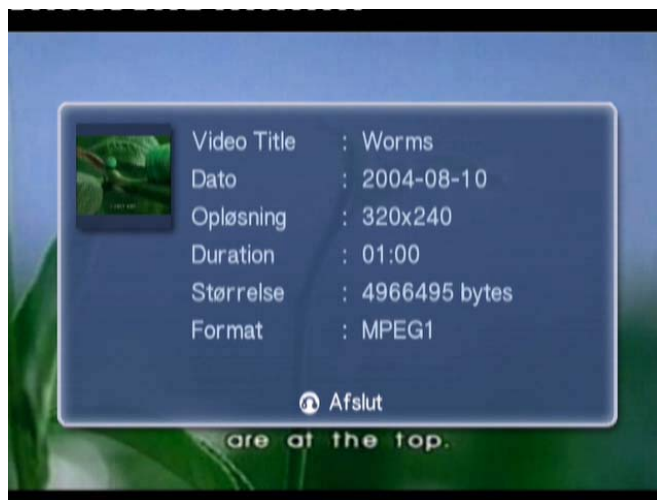 Video Title : Worms
Dato : 2004-08-10
Opløsning : 320x240
Duration : 01:00
Størrelse : 4966495 bytes
Format : MPEG1
Afslut
are at the top.